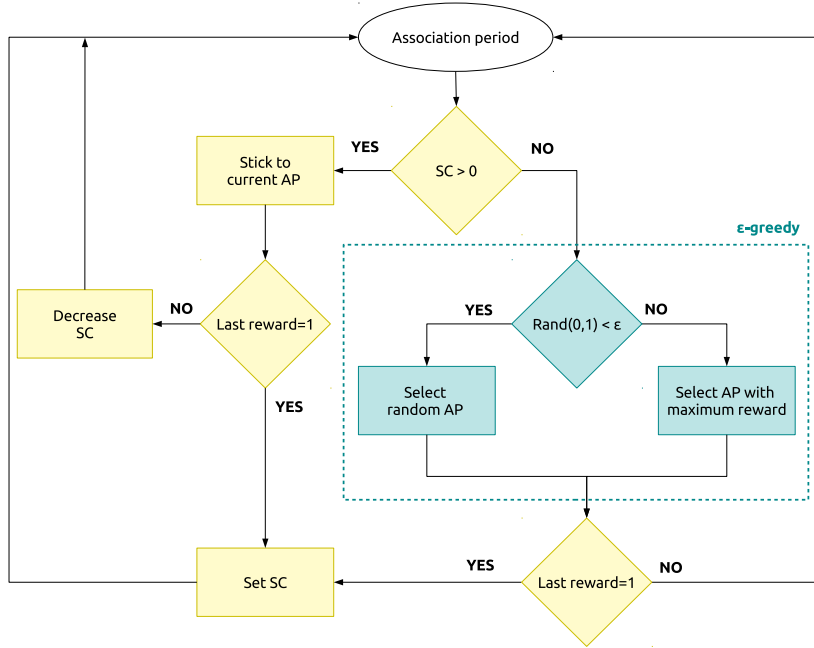 Association period
YES
NO
SC > 0
Stick to
current AP
ε-greedy
Decrease
SC
NO
Last reward=1
YES
Rand(0,1) < ε
NO
YES
Select
random AP
Select AP with
maximum reward
Set SC
YES
Last reward=1
NO